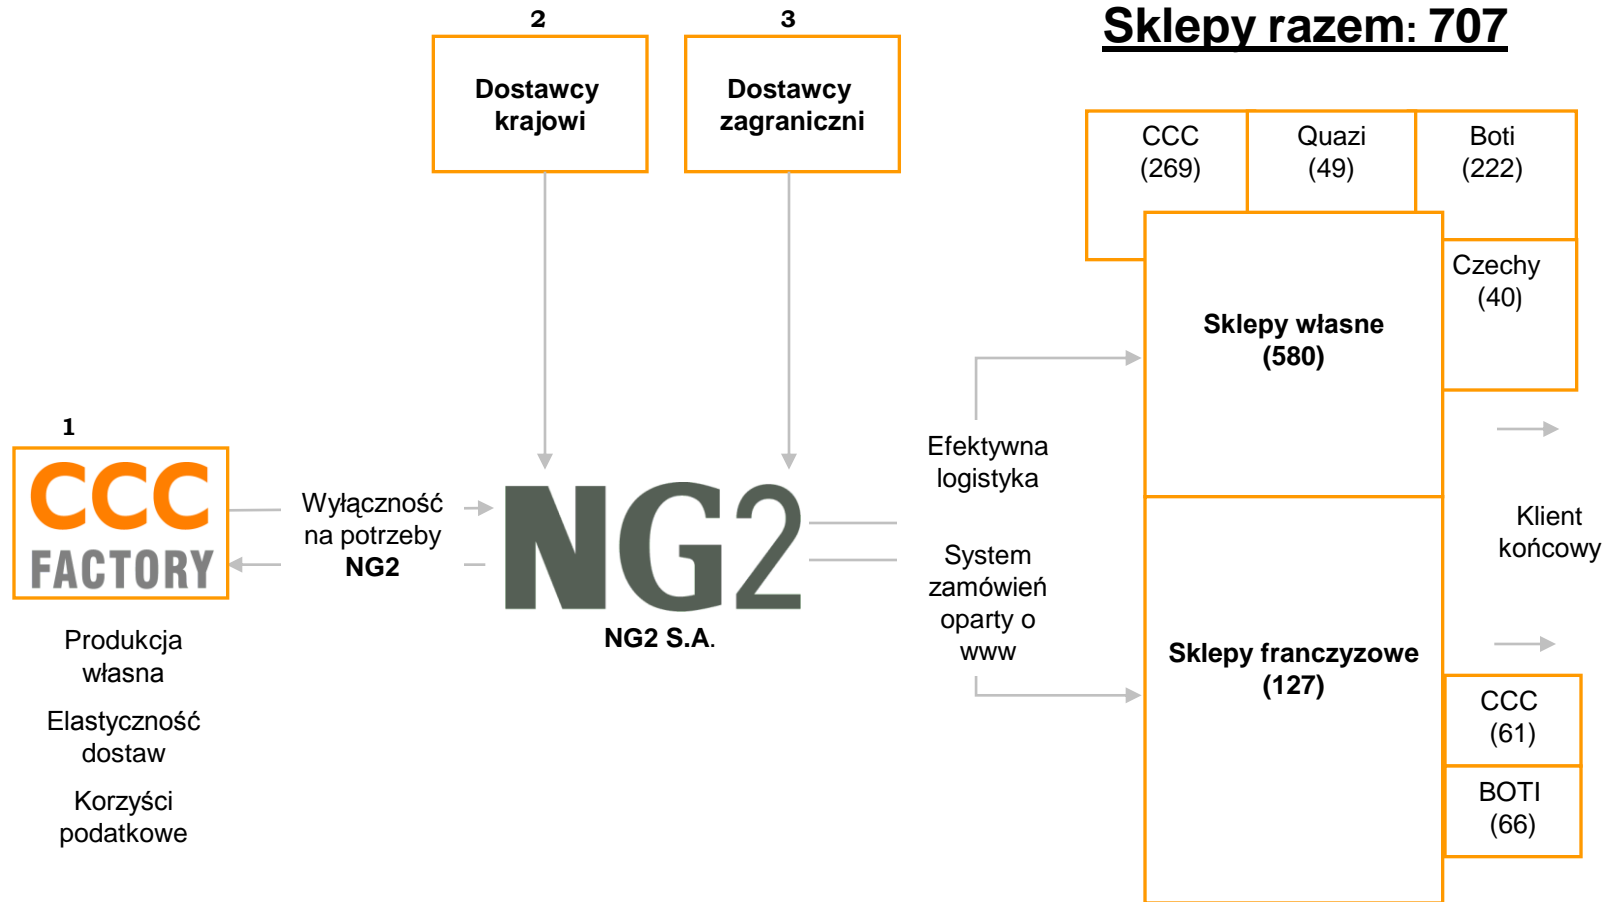 Sklepy razem: 707
2
3
Dostawcy
krajowi
Dostawcy
zagraniczni
CCC
(269)
Quazi
(49)
Boti
(222)
Czechy
(40)
Sklepy własne
(580)
1
CCC
FACTORY
Wyłączność
na potrzeby
NG2
NG2
NG2 S.A.
Efektywna
logistyka
System
zamówień
oparty o
www
Klient
końcowy
Sklepy franczyzowe
(127)
CCC
(61)
BOTI
(66)
Produkcja
własna
Elastyczność
dostaw
Korzyści
podatkowe